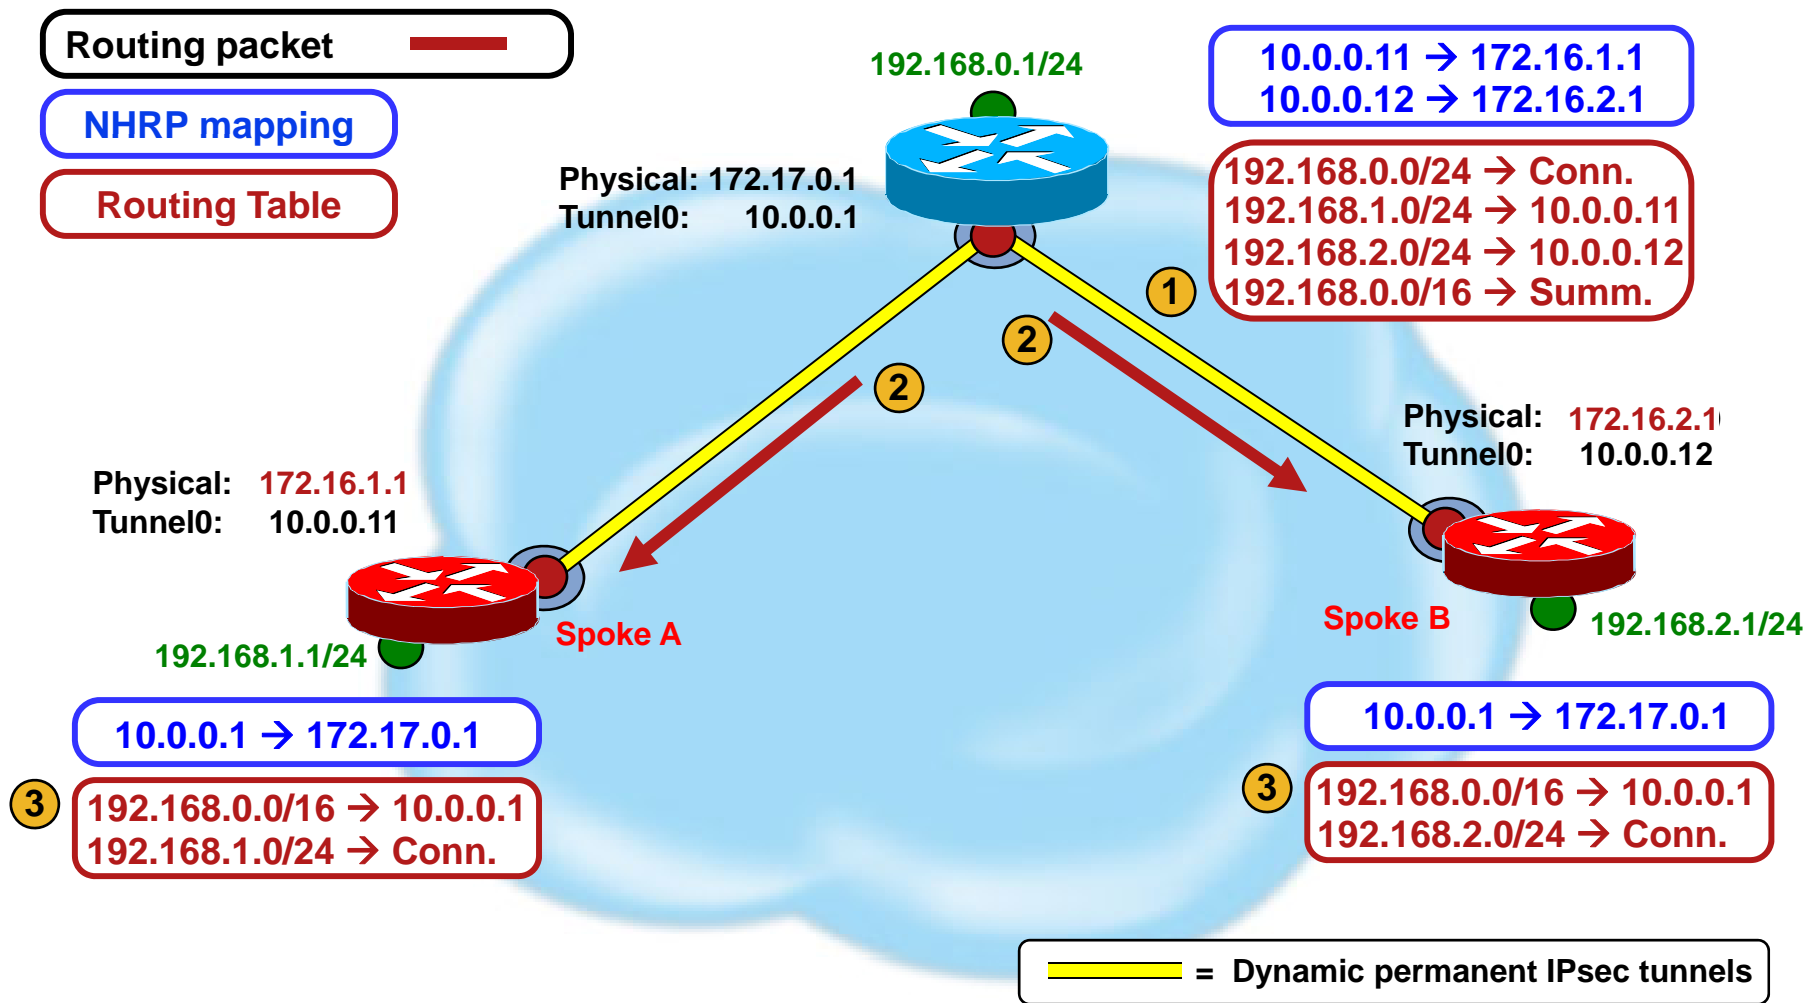 Routing packet
NHRP mapping
Routing Table
192.168.0.1/24
10.0.0.11 → 172.16.1.1
10.0.0.12 → 172.16.2.1
192.168.0.0/24 → Conn.
192.168.1.0/24 → 10.0.0.11
192.168.2.0/24 → 10.0.0.12
192.168.0.0/16 → Summ.
Physical: 172.17.0.1
Tunnel0: 10.0.0.1
1
2
2
Physical: 172.16.2.1
Tunnel0: 10.0.0.12
Physical: 172.16.1.1
Tunnel0: 10.0.0.11
Spoke A
Spoke B
192.168.1.1/24
192.168.2.1/24
10.0.0.1 → 172.17.0.1
3
192.168.0.0/16 → 10.0.0.1
192.168.1.0/24 → Conn.
10.0.0.1 → 172.17.0.1
3
192.168.0.0/16 → 10.0.0.1
192.168.2.0/24 → Conn.
= Dynamic permanent IPsec tunnels